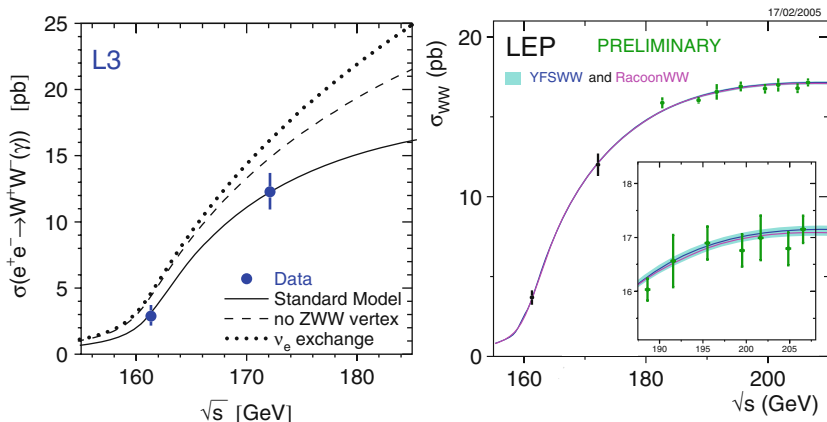 L3
σ(e⁺e⁻→W⁺W⁻(γ)) [pb]
25
20
15
10
5
0
Data
Standard Model
no ZWW vertex
νe exchange
160
170
180
√s [GeV]
17/02/2005
LEP PRELIMINARY
YFSWW and RacoonWW
σWW (pb)
20
10
0
18
17
16
190
195
200
205
160
180
200
√s (GeV)